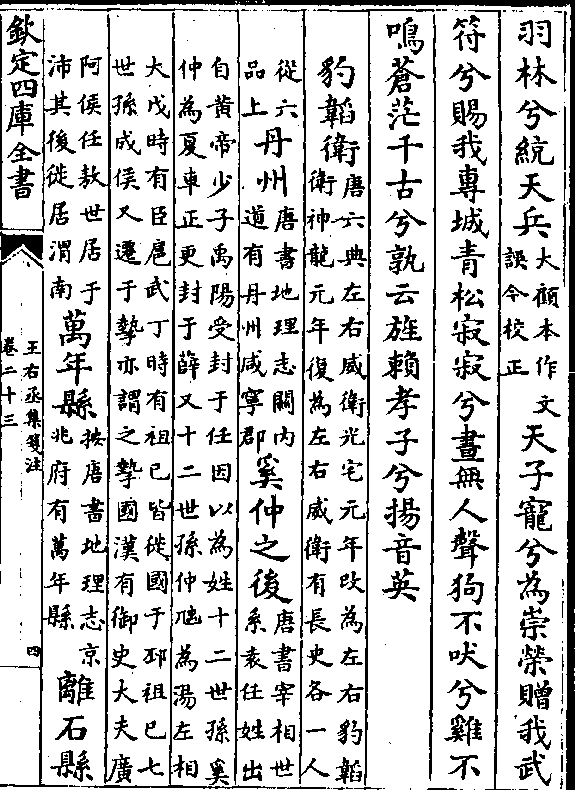 羽林兮統天兵大顧本作文誤今校正天子寵兮為崇榮贈我武
符兮賜我專城青松寂寂兮晝無人聲狗不吠兮雞不
鳴蒼茫千古兮孰云旌賴孝子兮揚音英
豹韜衛唐六典左右威衛光宅元年改為左右豹韜
衛神龍元年復為左右威衛有長史各一人
從六品上丹州唐書地理志關内道有丹州咸寧郡奚仲之後唐書宰相世系表任姓出
自黄帝少子禹陽受封于任因以為姓十二世孫奚
仲為夏車正更封于薛又十二世孫仲虺為湯左相
大戊時有臣扈武丁時有祖已皆徙國于邳祖已七
世孫成侯又遷于摯亦謂之摯國漢有御史大夫廣
阿侯任敖世居于沛其後徙居渭南萬年縣按唐書地理志京兆府有萬年縣離石縣
欽定四庫全書
王右丞集箋注
卷二十三
四